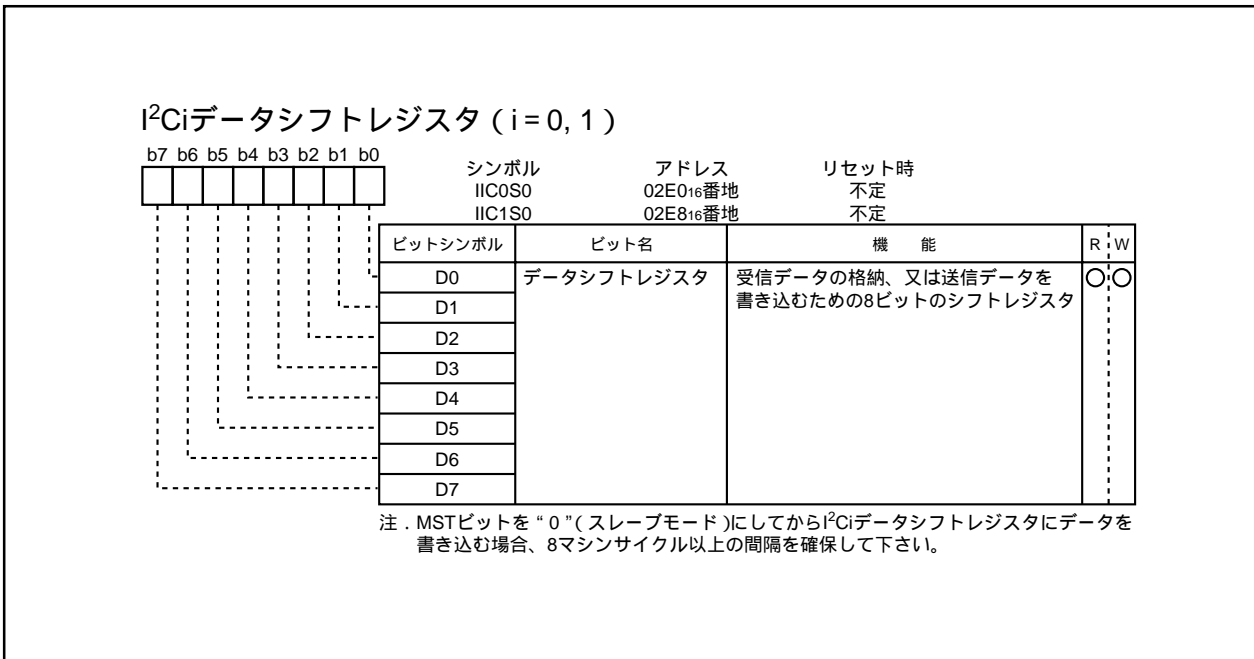 I²Ciデータシフトレジスタ（i = 0, 1）
b7 b6 b5 b4 b3 b2 b1 b0
シンボル アドレス リセット時
IIC0S0 02E0₁₆番地 不定
IIC1S0 02E8₁₆番地 不定
ビットシンボル ビット名 機　能 R W
D0 データシフトレジスタ 受信データの格納、又は送信データを ○ ○
D1 書き込むための8ビットのシフトレジスタ
D2
D3
D4
D5
D6
D7
注．MSTビットを“0”(スレーブモード)にしてからI²Ciデータシフトレジスタにデータを
書き込む場合、8マシンサイクル以上の間隔を確保して下さい。